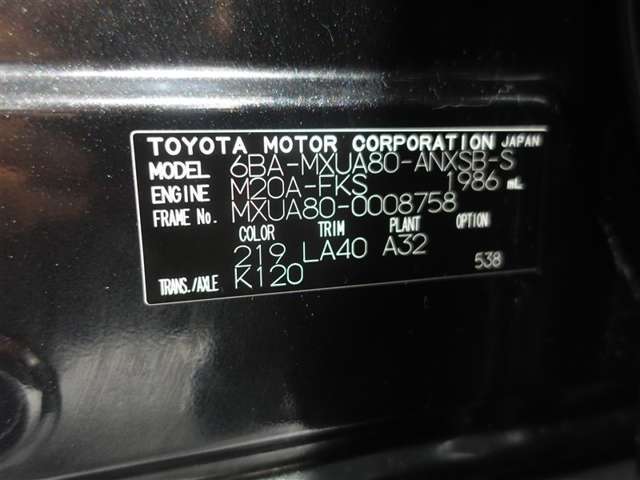 TOYOTA MOTOR CORPORATION JAPAN
MODEL 6BA-MXUA80-ANXSB-S
ENGINE M20A-FKS 1986 mL
FRAME No. MXUA80-0008758
COLOR TRIM PLANT OPTION
219 LA40 A32
TRANS./AXLE K120 538